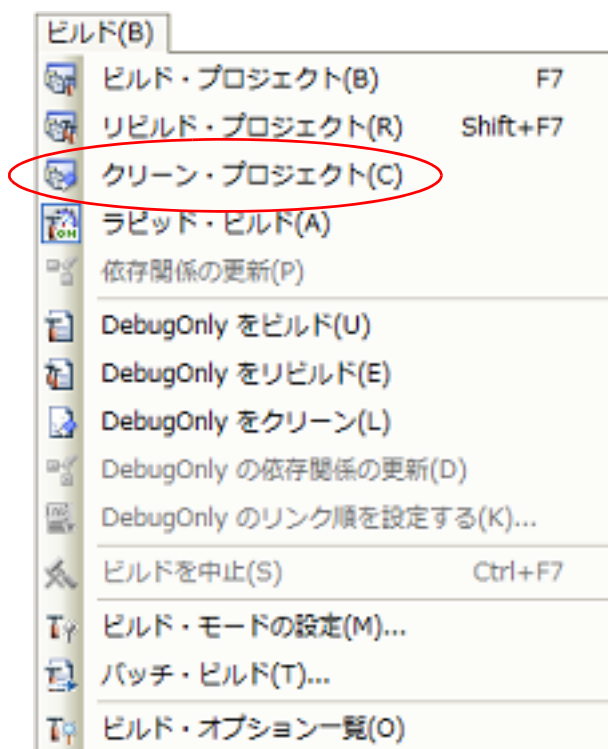 ビルド(B)
ビルド・プロジェクト(B) F7
リビルド・プロジェクト(R) Shift+F7
クリーン・プロジェクト(C)
ラピッド・ビルド(A)
依存関係の更新(P)
DebugOnly をビルド(U)
DebugOnly をリビルド(E)
DebugOnly をクリーン(L)
DebugOnly の依存関係の更新(D)
DebugOnly のリンク順を設定する(K)...
ビルドを中止(S) Ctrl+F7
ビルド・モードの設定(M)...
バッチ・ビルド(T)...
ビルド・オプション一覧(O)